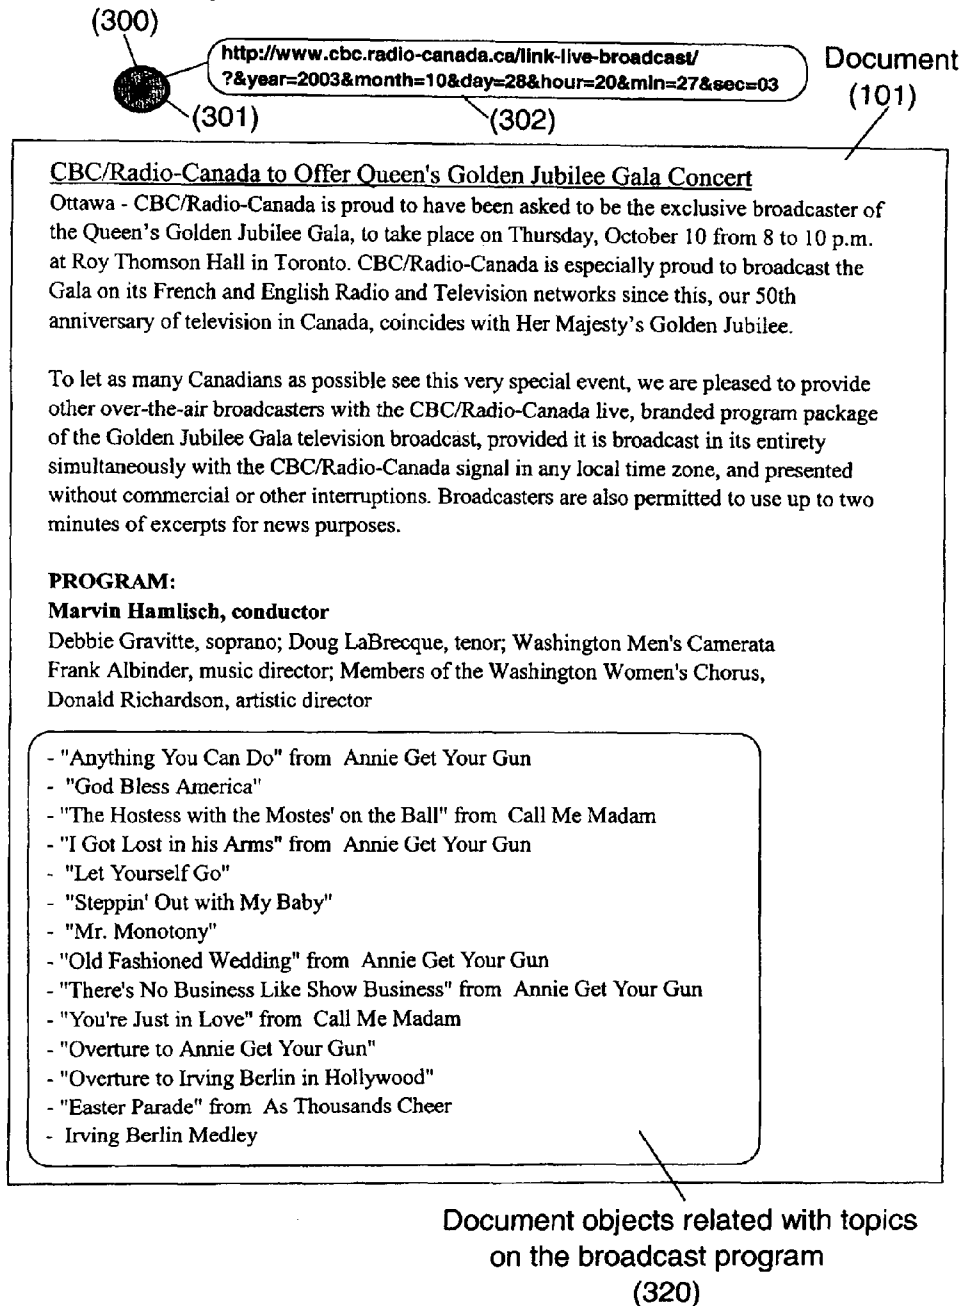 (300)
http://www.cbc.radio-canada.ca/link-live-broadcast/
?&year=2003&month=10&day=28&hour=20&min=27&sec=03
Document
(101)
(301)
(302)
CBC/Radio-Canada to Offer Queen's Golden Jubilee Gala Concert
Ottawa - CBC/Radio-Canada is proud to have been asked to be the exclusive broadcaster of
the Queen's Golden Jubilee Gala, to take place on Thursday, October 10 from 8 to 10 p.m.
at Roy Thomson Hall in Toronto. CBC/Radio-Canada is especially proud to broadcast the
Gala on its French and English Radio and Television networks since this, our 50th
anniversary of television in Canada, coincides with Her Majesty's Golden Jubilee.
To let as many Canadians as possible see this very special event, we are pleased to provide
other over-the-air broadcasters with the CBC/Radio-Canada live, branded program package
of the Golden Jubilee Gala television broadcast, provided it is broadcast in its entirety
simultaneously with the CBC/Radio-Canada signal in any local time zone, and presented
without commercial or other interruptions. Broadcasters are also permitted to use up to two
minutes of excerpts for news purposes.
PROGRAM:
Marvin Hamlisch, conductor
Debbie Gravitte, soprano; Doug LaBrecque, tenor; Washington Men's Camerata
Frank Albinder, music director; Members of the Washington Women's Chorus,
Donald Richardson, artistic director
- "Anything You Can Do" from Annie Get Your Gun
- "God Bless America"
- "The Hostess with the Mostes' on the Ball" from Call Me Madam
- "I Got Lost in his Arms" from Annie Get Your Gun
- "Let Yourself Go"
- "Steppin' Out with My Baby"
- "Mr. Monotony"
- "Old Fashioned Wedding" from Annie Get Your Gun
- "There's No Business Like Show Business" from Annie Get Your Gun
- "You're Just in Love" from Call Me Madam
- "Overture to Annie Get Your Gun"
- "Overture to Irving Berlin in Hollywood"
- "Easter Parade" from As Thousands Cheer
- Irving Berlin Medley
Document objects related with topics
on the broadcast program
(320)